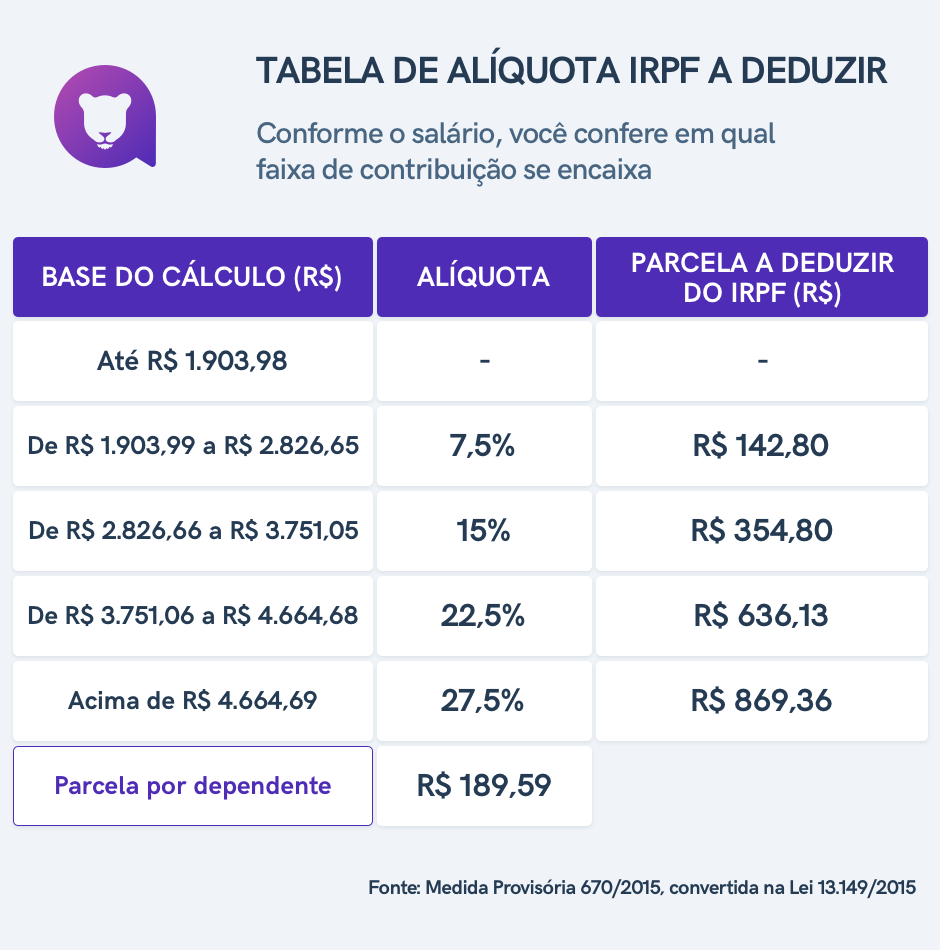 TABELA DE ALÍQUOTA IRPF A DEDUZIR
Conforme o salário, você confere em qual
faixa de contribuição se encaixa
BASE DO CÁLCULO (R$) ALÍQUOTA PARCELA A DEDUZIR
DO IRPF (R$)
Até R$ 1.903,98 - -
De R$ 1.903,99 a R$ 2.826,65 7,5% R$ 142,80
De R$ 2.826,66 a R$ 3.751,05 15% R$ 354,80
De R$ 3.751,06 a R$ 4.664,68 22,5% R$ 636,13
Acima de R$ 4.664,69 27,5% R$ 869,36
Parcela por dependente R$ 189,59
Fonte: Medida Provisória 670/2015, convertida na Lei 13.149/2015